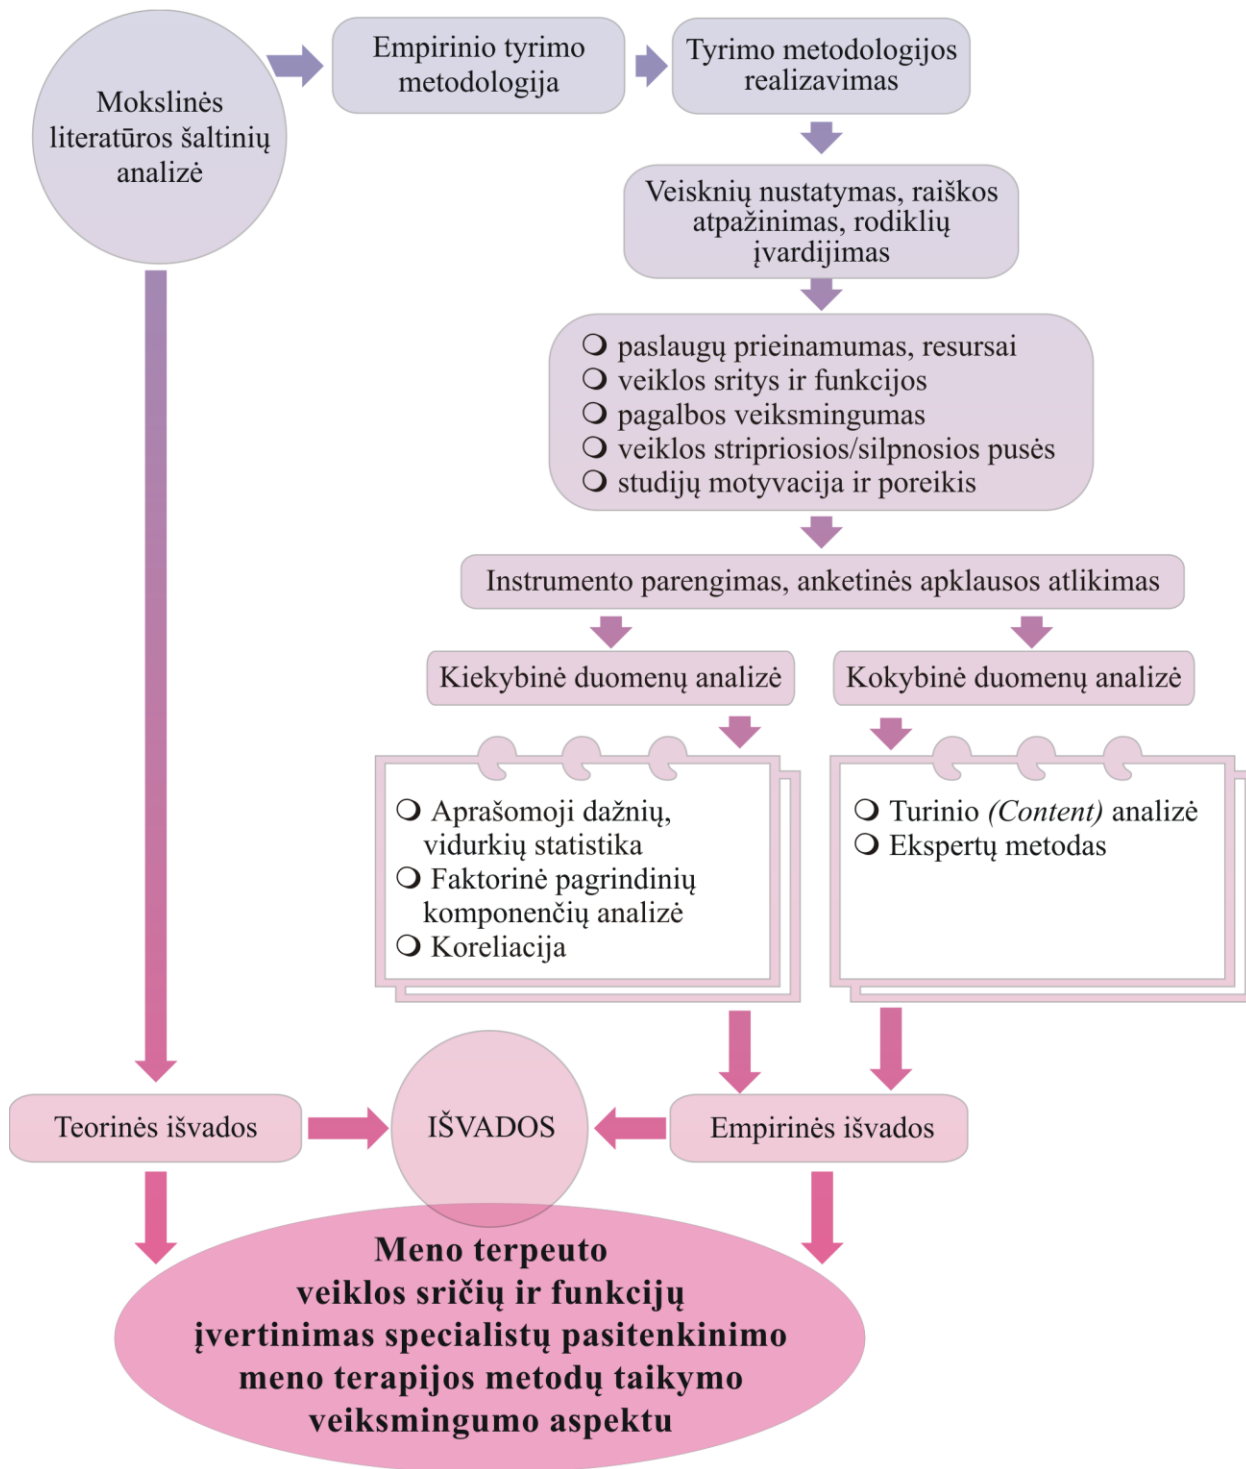 Mokslinės
literatūros šaltinių
analizė
Empirinio tyrimo
metodologija
Tyrimo metodologijos
realizavimas
Veisknių nustatymas, raiškos
atpažinimas, rodiklių
įvardijimas
paslaugų prieinamumas, resursai
veiklos sritys ir funkcijos
pagalbos veiksmingumas
veiklos stripriosios/silpnosios pusės
studijų motyvacija ir poreikis
Instrumento parengimas, anketinės apklausos atlikimas
Kiekybinė duomenų analizė
Kokybinė duomenų analizė
Aprašomoji dažnių,
vidurkių statistika
Faktorinė pagrindinių
komponenčių analizė
Koreliacija
Turinio (Content) analizė
Ekspertų metodas
Teorinės išvados
IŠVADOS
Empirinės išvados
Meno terpeuto
veiklos sričių ir funkcijų
įvertinimas specialistų pasitenkinimo
meno terapijos metodų taikymo
veiksmingumo aspektu